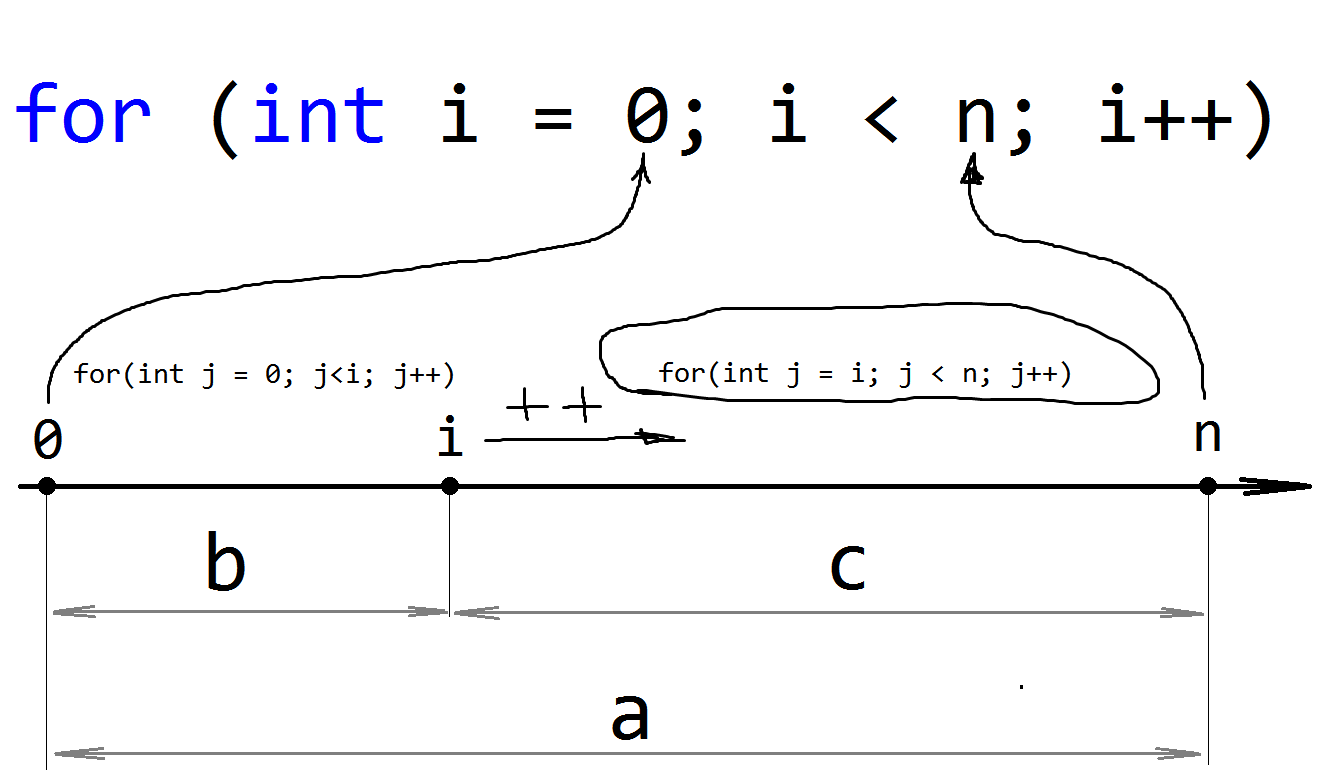 for (int i = 0; i < n; i++)
for(int j = 0; j<i; j++)
for(int j = i; j < n; j++)
++
0
i
n
b
c
a